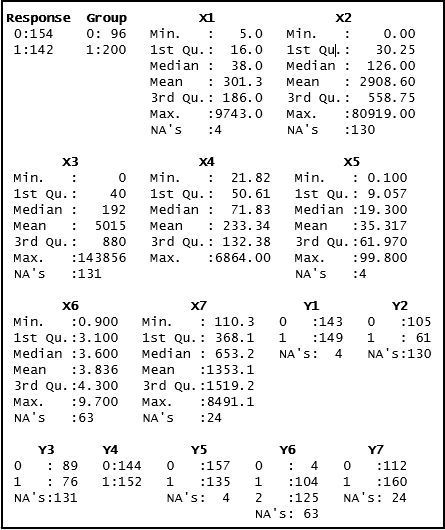 Response Group X1 X2
0:154 0: 96 Min. : 5.0 Min. : 0.00
1:142 1:200 1st Qu.: 16.0 1st Qu.: 30.25
Median : 38.0 Median : 126.00
Mean : 301.3 Mean : 2908.60
3rd Qu.: 186.0 3rd Qu.: 558.75
Max. :9743.0 Max. :80919.00
NA's :4 NA's :130
X3 X4 X5
Min. : 0 Min. : 21.82 Min. : 0.100
1st Qu.: 40 1st Qu.: 50.61 1st Qu.: 9.057
Median : 192 Median : 71.83 Median :19.300
Mean : 5015 Mean : 233.34 Mean :35.317
3rd Qu.: 880 3rd Qu.: 132.38 3rd Qu.:61.970
Max. :143856 Max. :6864.00 Max. :99.800
NA's :131 NA's :4
X6 X7 Y1 Y2
Min. :0.900 Min. : 110.3 0 :143 0 :105
1st Qu.:3.100 1st Qu.: 368.1 1 :149 1 : 61
Median :3.600 Median : 653.2 NA's: 4 NA's:130
Mean :3.836 Mean :1353.1
3rd Qu.:4.300 3rd Qu.:1519.2
Max. :9.700 Max. :8491.1
NA's :63 NA's :24
Y3 Y4 Y5 Y6 Y7
0 : 89 0:144 0 :157 0 : 4 0 :112
1 : 76 1:152 1 :135 1 :104 1 :160
NA's:131 NA's: 4 2 :125 NA's: 24
NA's: 63